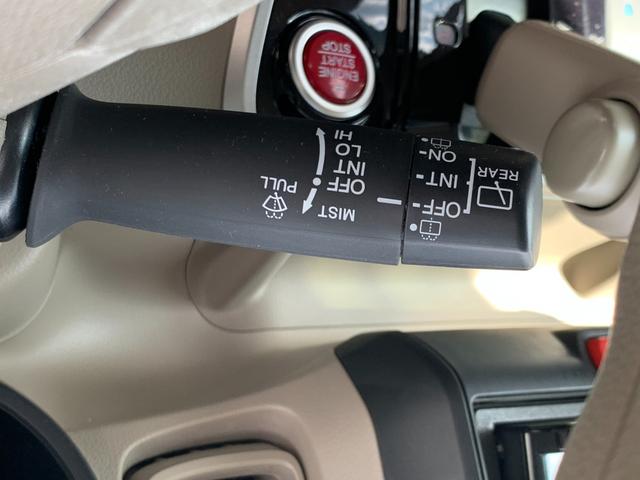 ENGINE
START
STOP
MIST
OFF
INT
LO
HI
PULL
REAR
OFF
INT
ON